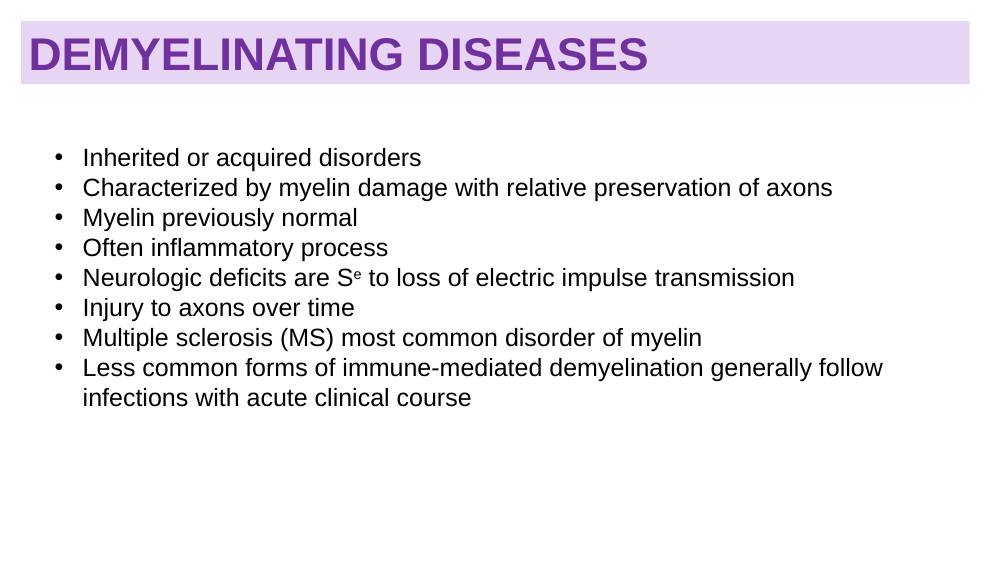 DEMYELINATING DISEASES
• Inherited or acquired disorders
• Characterized by myelin damage with relative preservation of axons
• Myelin previously normal
• Often inflammatory process
• Neurologic deficits are Sᵉ to loss of electric impulse transmission
• Injury to axons over time
• Multiple sclerosis (MS) most common disorder of myelin
• Less common forms of immune-mediated demyelination generally follow
infections with acute clinical course